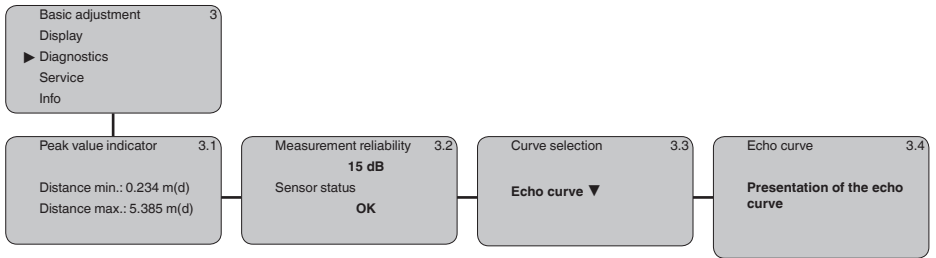 Basic adjustment 3
Display
▶ Diagnostics
Service
Info
Peak value indicator 3.1
Distance min.: 0.234 m(d)
Distance max.: 5.385 m(d)
Measurement reliability 3.2
15 dB
Sensor status
OK
Curve selection 3.3
Echo curve ▼
Echo curve 3.4
Presentation of the echo
curve